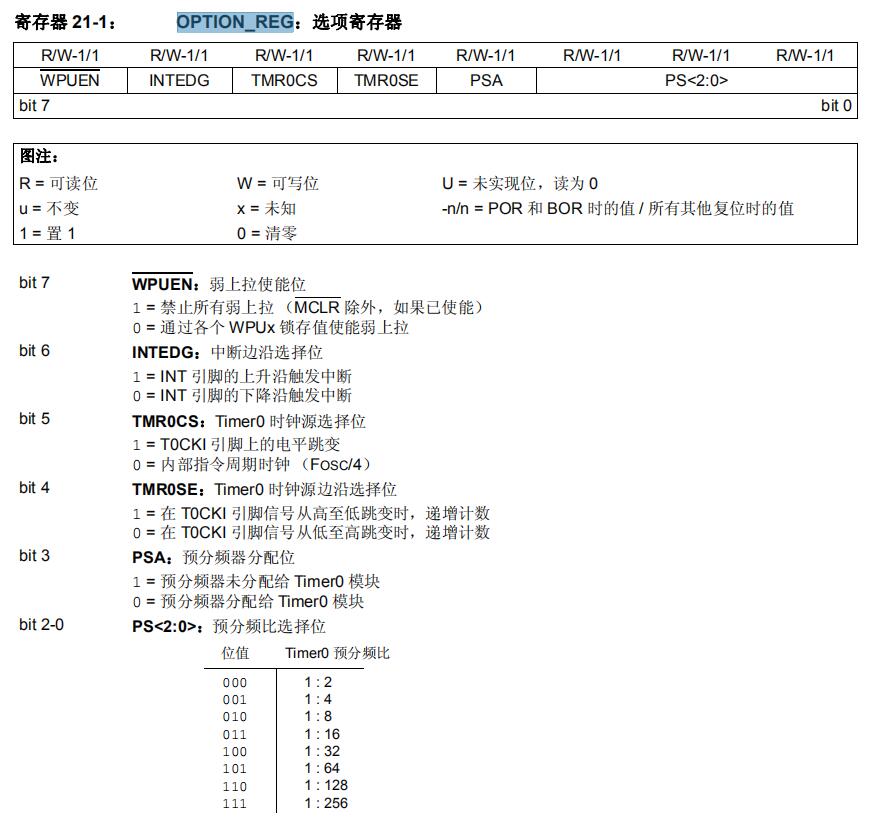 寄存器 21-1： OPTION_REG：选项寄存器
R/W-1/1 R/W-1/1 R/W-1/1 R/W-1/1 R/W-1/1 R/W-1/1 R/W-1/1 R/W-1/1
WPUEN INTEDG TMR0CS TMR0SE PSA PS<2:0>
bit 7 bit 0
图注：
R = 可读位 W = 可写位 U = 未实现位，读为 0
u = 不变 x = 未知 -n/n = POR 和 BOR 时的值 / 所有其他复位时的值
1 = 置 1 0 = 清零
bit 7 WPUEN：弱上拉使能位
1 = 禁止所有弱上拉 （MCLR 除外，如果已使能）
0 = 通过各个 WPUx 锁存值使能弱上拉
bit 6 INTEDG：中断边沿选择位
1 = INT 引脚的上升沿触发中断
0 = INT 引脚的下降沿触发中断
bit 5 TMR0CS：Timer0 时钟源选择位
1 = T0CKI 引脚上的电平跳变
0 = 内部指令周期时钟 （FOSC/4）
bit 4 TMR0SE：Timer0 时钟源边沿选择位
1 = 在 T0CKI 引脚信号从高至低跳变时，递增计数
0 = 在 T0CKI 引脚信号从低至高跳变时，递增计数
bit 3 PSA：预分频器分配位
1 = 预分频器未分配给 Timer0 模块
0 = 预分频器分配给 Timer0 模块
bit 2-0 PS<2:0>：预分频比选择位
位值 Timer0 预分频比
000 1 : 2
001 1 : 4
010 1 : 8
011 1 : 16
100 1 : 32
101 1 : 64
110 1 : 128
111 1 : 256